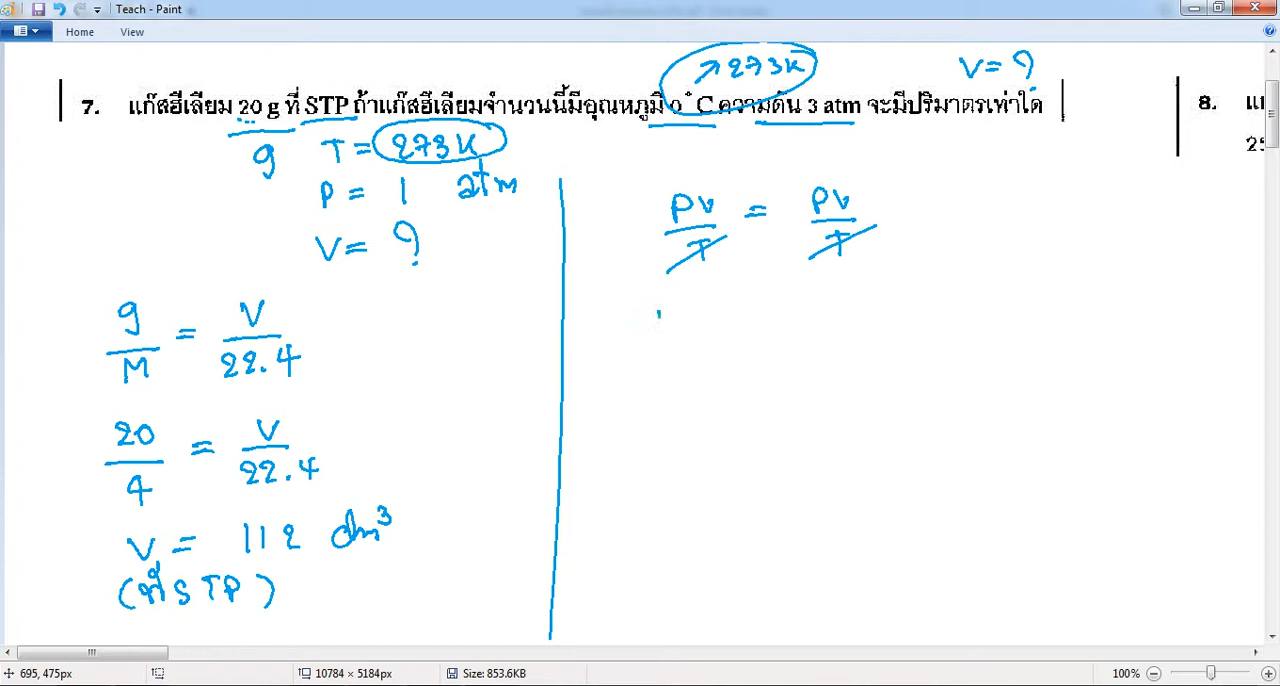 Teach - Paint
Home View
↗273K
V = ?
7. แก๊สฮีเลียม 20 g ที่ STP ถ้าแก๊สฮีเลียมจำนวนนี้มีอุณหภูมิ 0 °C ความดัน 3 atm จะมีปริมาตรเท่าใด
8.
25
g
T = 273K
P = 1 atm
V = ?
g/M = V/22.4
20/4 = V/22.4
V = 112 dm³
(ที่ STP)
PV/T = PV/T
695, 475px
10784 × 5184px
Size: 853.6KB
100%